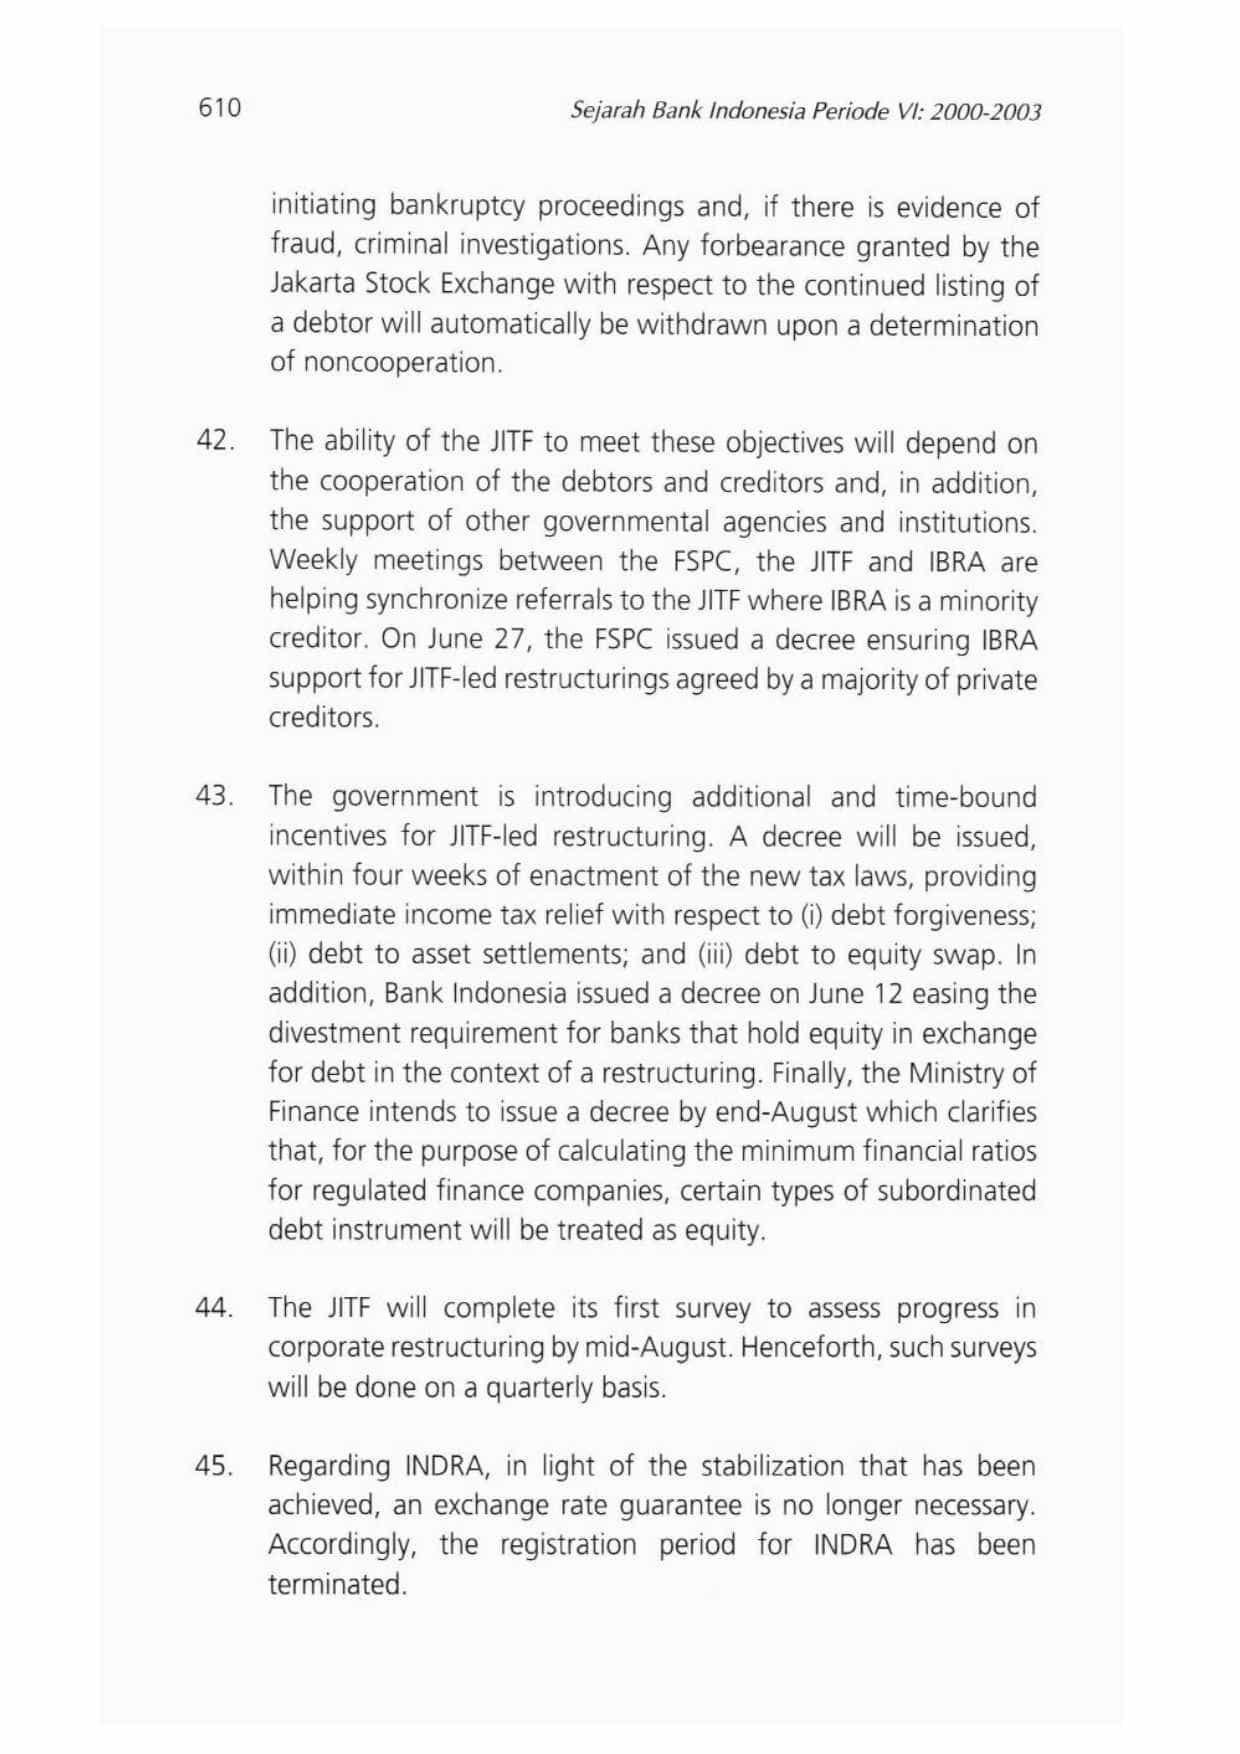 610
Sejarah Bank Indonesia Periode VI: 2000-2003
initiating bankruptcy proceedings and, if there is evidence of
fraud, criminal investigations. Any forbearance granted by the
Jakarta Stock Exchange with respect to the continued listing of
a debtor will automatically be withdrawn upon a determination
of noncooperation.
42. The ability of the JITF to meet these objectives will depend on
the cooperation of the debtors and creditors and, in addition,
the support of other governmental agencies and institutions.
Weekly meetings between the FSPC, the JITF and IBRA are
helping synchronize referrals to the JITF where IBRA is a minority
creditor. On June 27, the FSPC issued a decree ensuring IBRA
support for JITF-led restructurings agreed by a majority of private
creditors.
43. The government is introducing additional and time-bound
incentives for JITF-led restructuring. A decree will be issued,
within four weeks of enactment of the new tax laws, providing
immediate income tax relief with respect to (i) debt forgiveness;
(ii) debt to asset settlements; and (iii) debt to equity swap. In
addition, Bank Indonesia issued a decree on June 12 easing the
divestment requirement for banks that hold equity in exchange
for debt in the context of a restructuring. Finally, the Ministry of
Finance intends to issue a decree by end-August which clarifies
that, for the purpose of calculating the minimum financial ratios
for regulated finance companies, certain types of subordinated
debt instrument will be treated as equity.
44. The JITF will complete its first survey to assess progress in
corporate restructuring by mid-August. Henceforth, such surveys
will be done on a quarterly basis.
45. Regarding INDRA, in light of the stabilization that has been
achieved, an exchange rate guarantee is no longer necessary.
Accordingly, the registration period for INDRA has been
terminated.